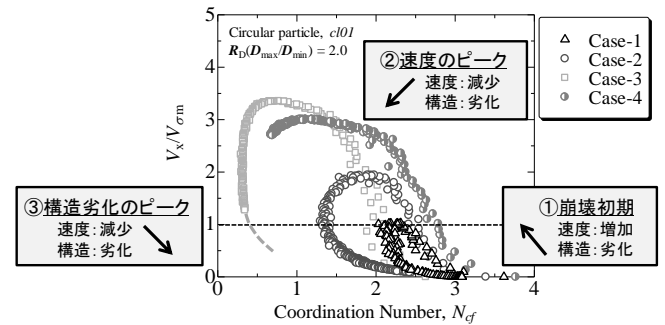 Circular particle, cl01
R_D(D_max/D_min) = 2.0
②速度のピーク
速度:減少
構造:劣化
③構造劣化のピーク
速度:減少
構造:劣化
①崩壊初期
速度:増加
構造:劣化
Case-1
Case-2
Case-3
Case-4
V_x/V_σm
5
4
3
2
1
0
0 1 2 3 4
Coordination Number, N_cf